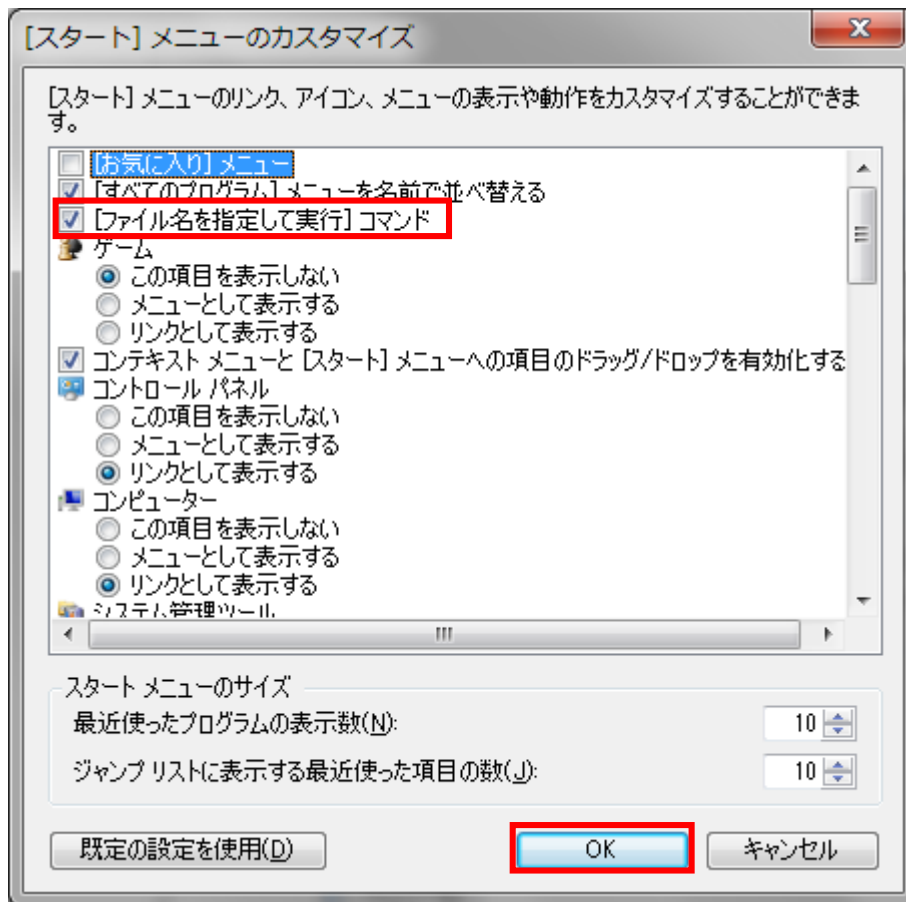 [スタート] メニューのカスタマイズ
[スタート] メニューのリンク、アイコン、メニューの表示や動作をカスタマイズすることができま
す。
[お気に入り] メニュー
[すべてのプログラム] メニューを名前で並べ替える
[ファイル名を指定して実行] コマンド
ゲーム
この項目を表示しない
メニューとして表示する
リンクとして表示する
コンテキスト メニューと [スタート] メニューへの項目のドラッグ/ドロップを有効化する
コントロール パネル
この項目を表示しない
メニューとして表示する
リンクとして表示する
コンピューター
この項目を表示しない
メニューとして表示する
リンクとして表示する
システム管理ツール
スタート メニューのサイズ
最近使ったプログラムの表示数(N): 10
ジャンプ リストに表示する最近使った項目の数(J): 10
既定の設定を使用(D) OK キャンセル